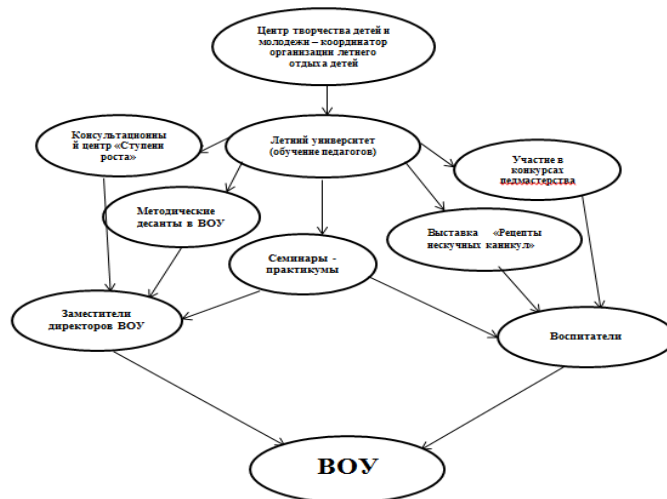 Центр творчества детей и
молодежи – координатор
организации летнего
отдыха детей
Консультационны
й центр «Ступени
роста»
Летний университет
(обучение педагогов)
Участие в
конкурсах
педмастерства
Методические
десанты в ВОУ
Выставка «Рецепты
нескучных каникул»
Семинары -
практикумы
Заместители
директоров ВОУ
Воспитатели
ВОУ